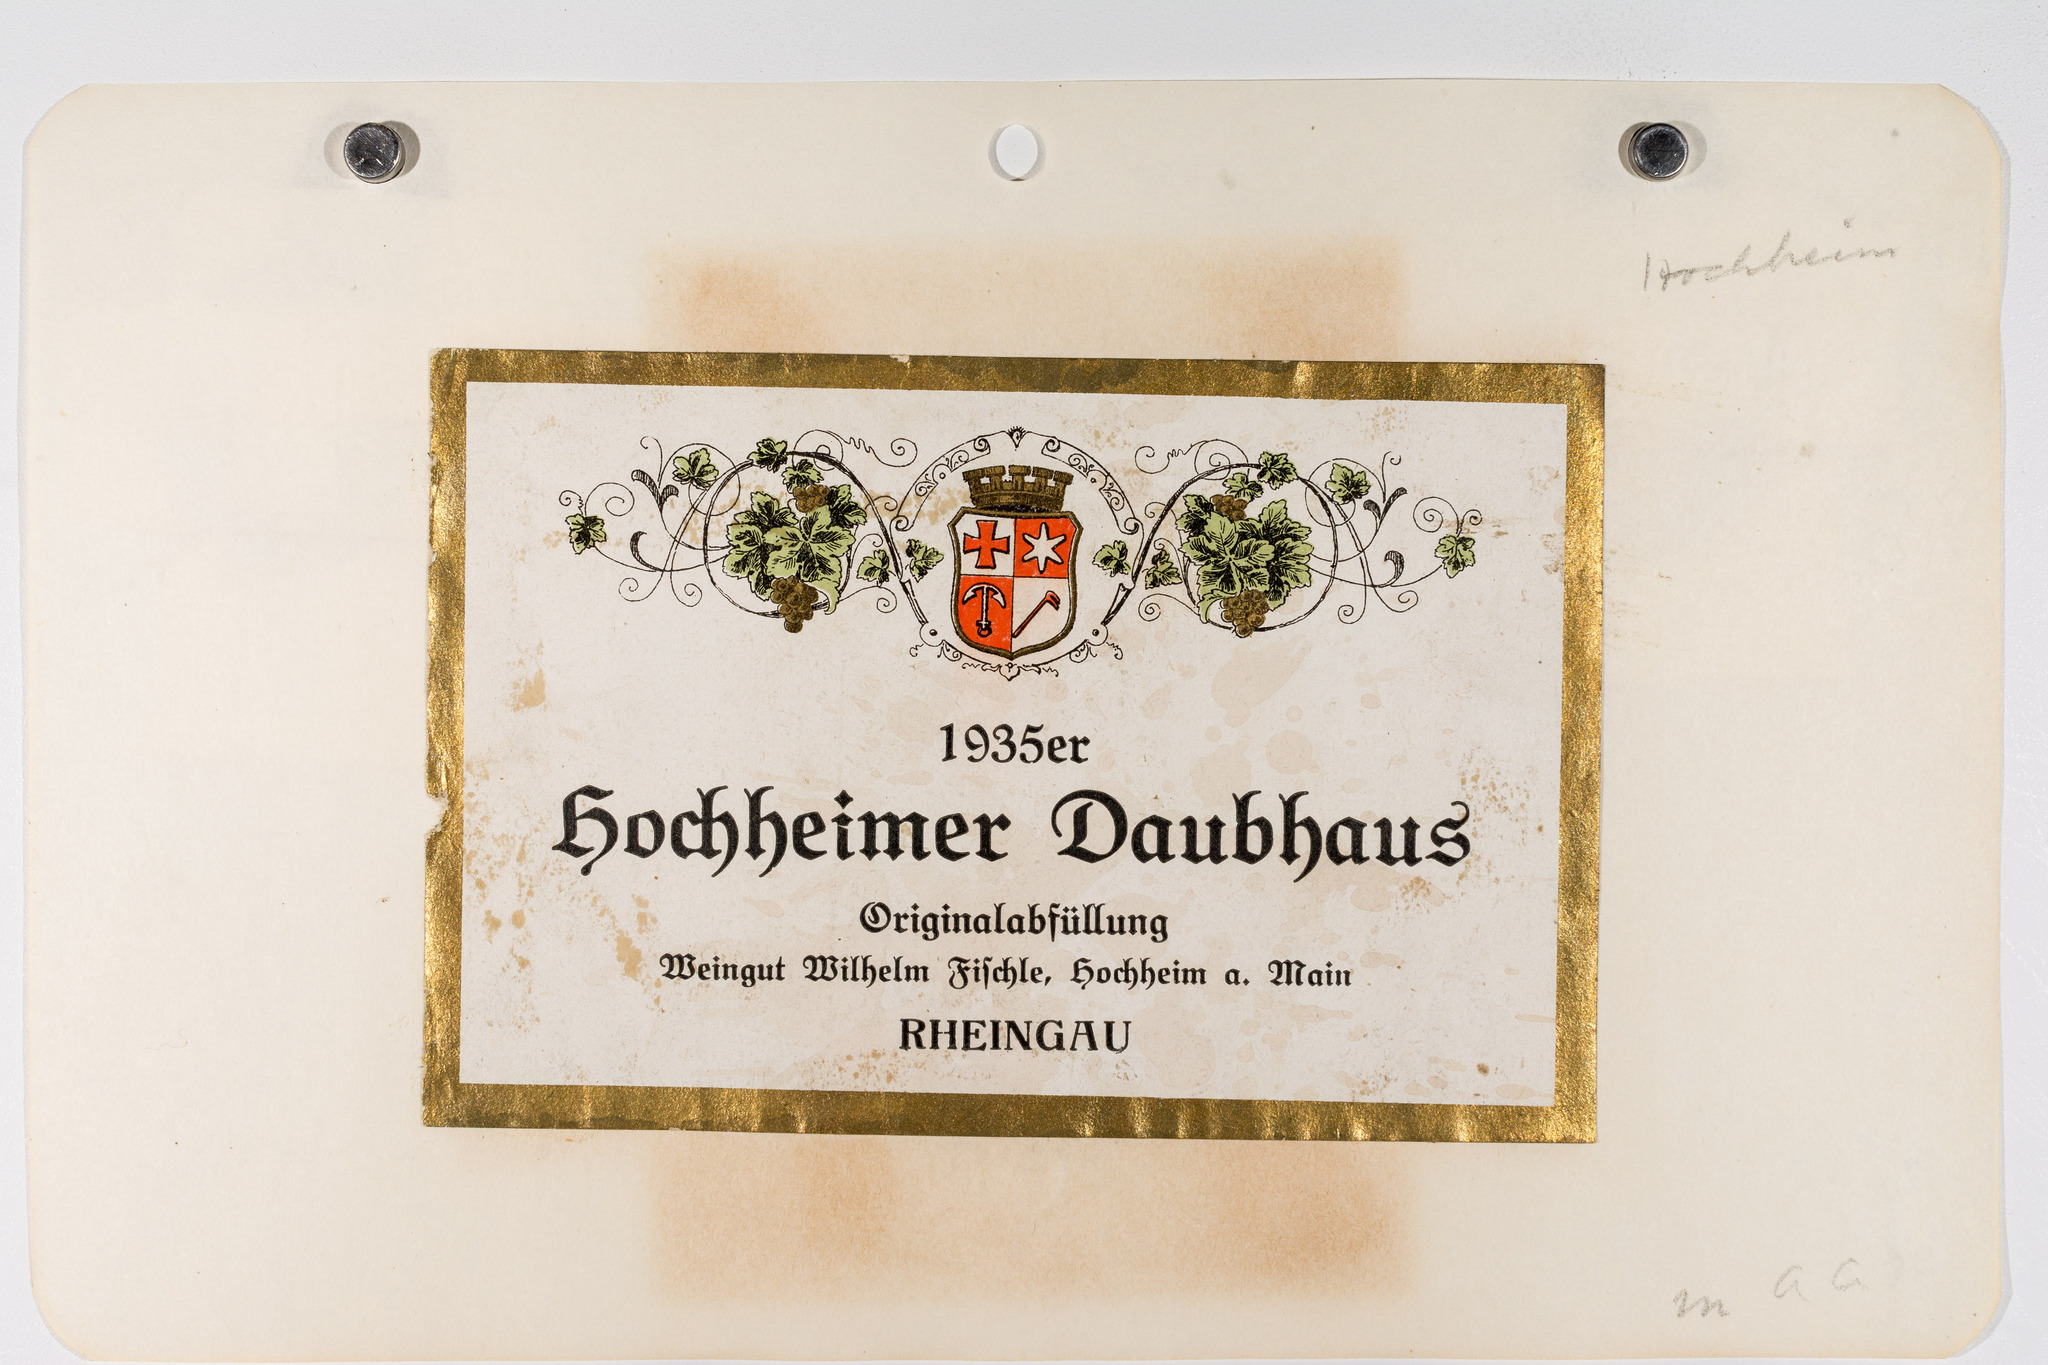 Hochheim
1935er
Hochheimer Daubhaus
Originalabfüllung
Weingut Wilhelm Fischle, Hochheim a. Main
RHEINGAU